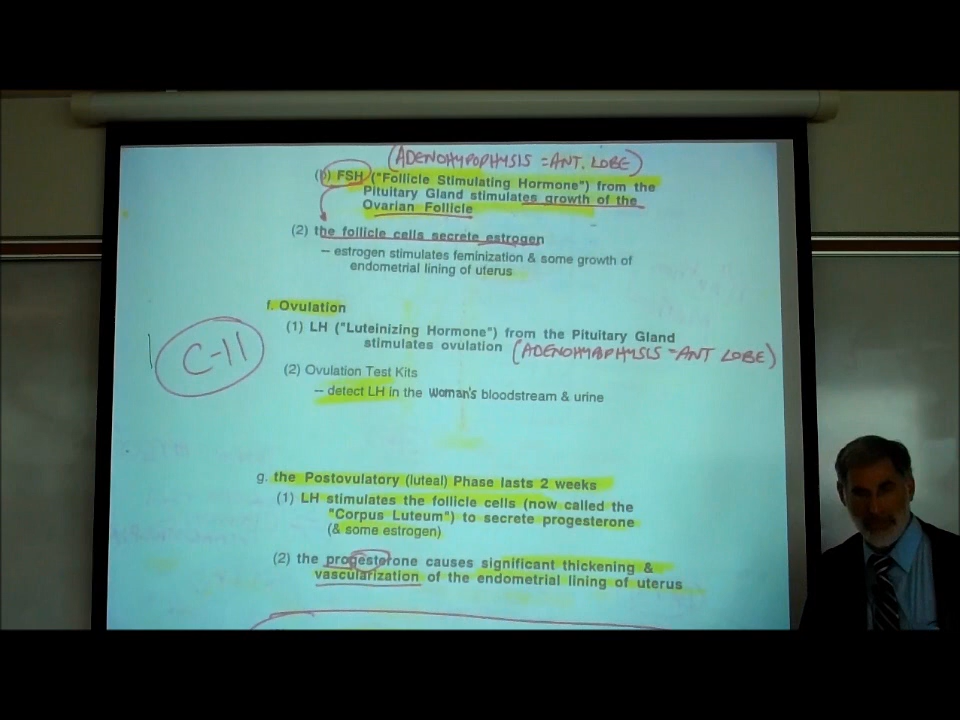 (ADENOHYPOPHYSIS = ANT. LOBE)
(b) FSH ("Follicle Stimulating Hormone") from the
Pituitary Gland stimulates growth of the
Ovarian Follicle
(2) the follicle cells secrete estrogen
– estrogen stimulates feminization & some growth of
endometrial lining of uterus
f. Ovulation
(1) LH ("Luteinizing Hormone") from the Pituitary Gland
stimulates ovulation (ADENOHYPOPHYSIS = ANT LOBE)
C-11
(2) Ovulation Test Kits
– detect LH in the woman's bloodstream & urine
g. the Postovulatory (luteal) Phase lasts 2 weeks
(1) LH stimulates the follicle cells (now called the
"Corpus Luteum") to secrete progesterone
(& some estrogen)
(2) the progesterone causes significant thickening &
vascularization of the endometrial lining of uterus